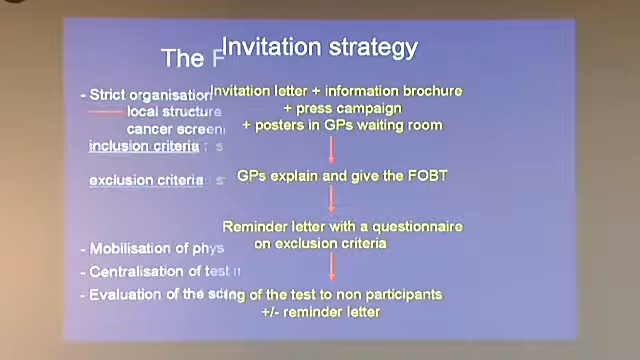 Invitation strategy
The F
- Strict organisation
local structure
cancer screeni
inclusion criteria : s
exclusion criteria : s
- Mobilisation of phys
- Centralisation of test
- Evaluation of the
Invitation letter + information brochure
+ press campaign
+ posters in GPs waiting room
GPs explain and give the FOBT
Reminder letter with a questionnaire
on exclusion criteria
ng of the test to non participants
+/- reminder letter